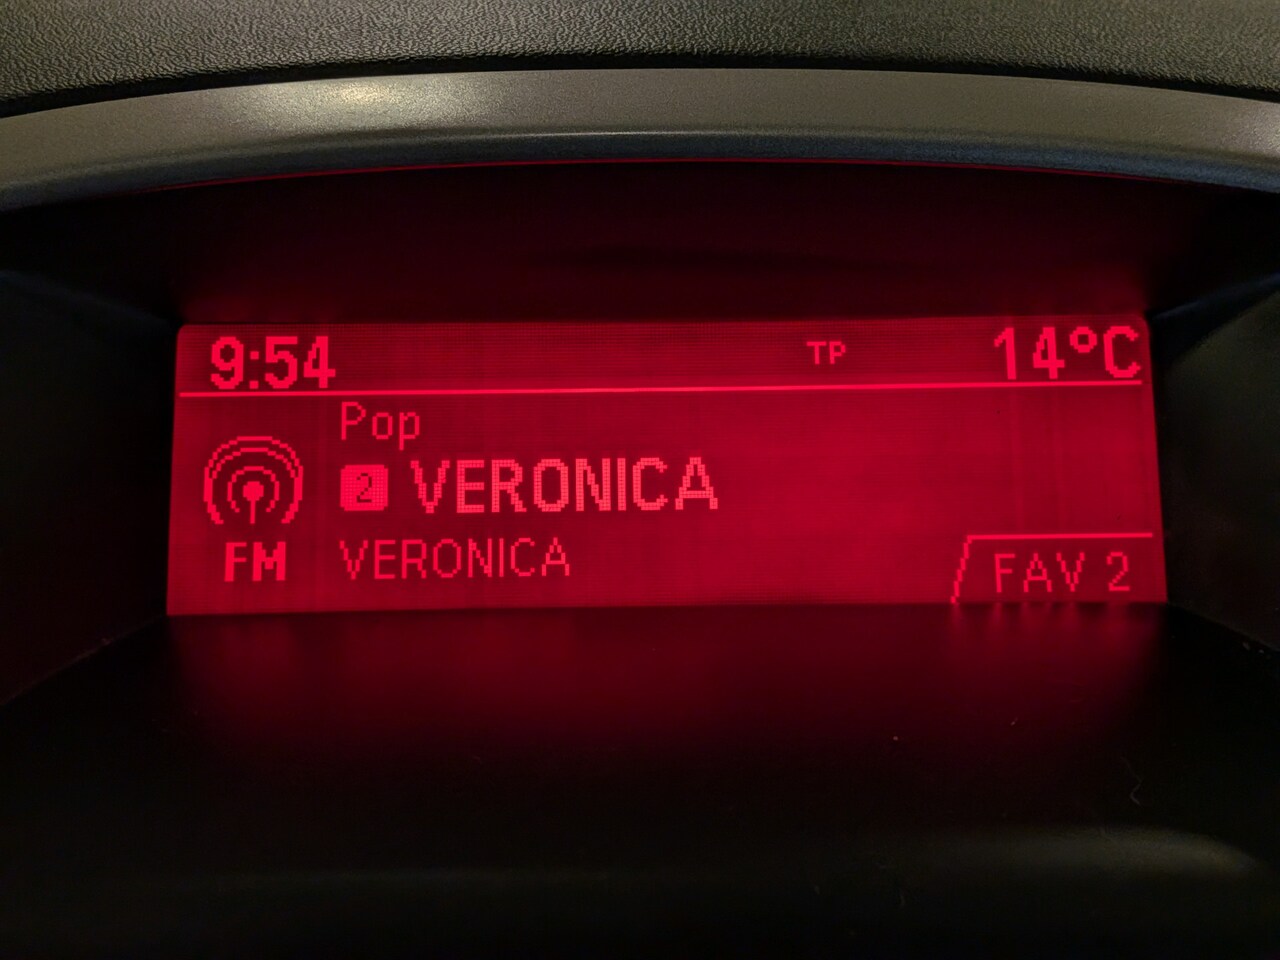 9:54 TP 14°C
Pop
2 VERONICA
FM VERONICA
FAV 2